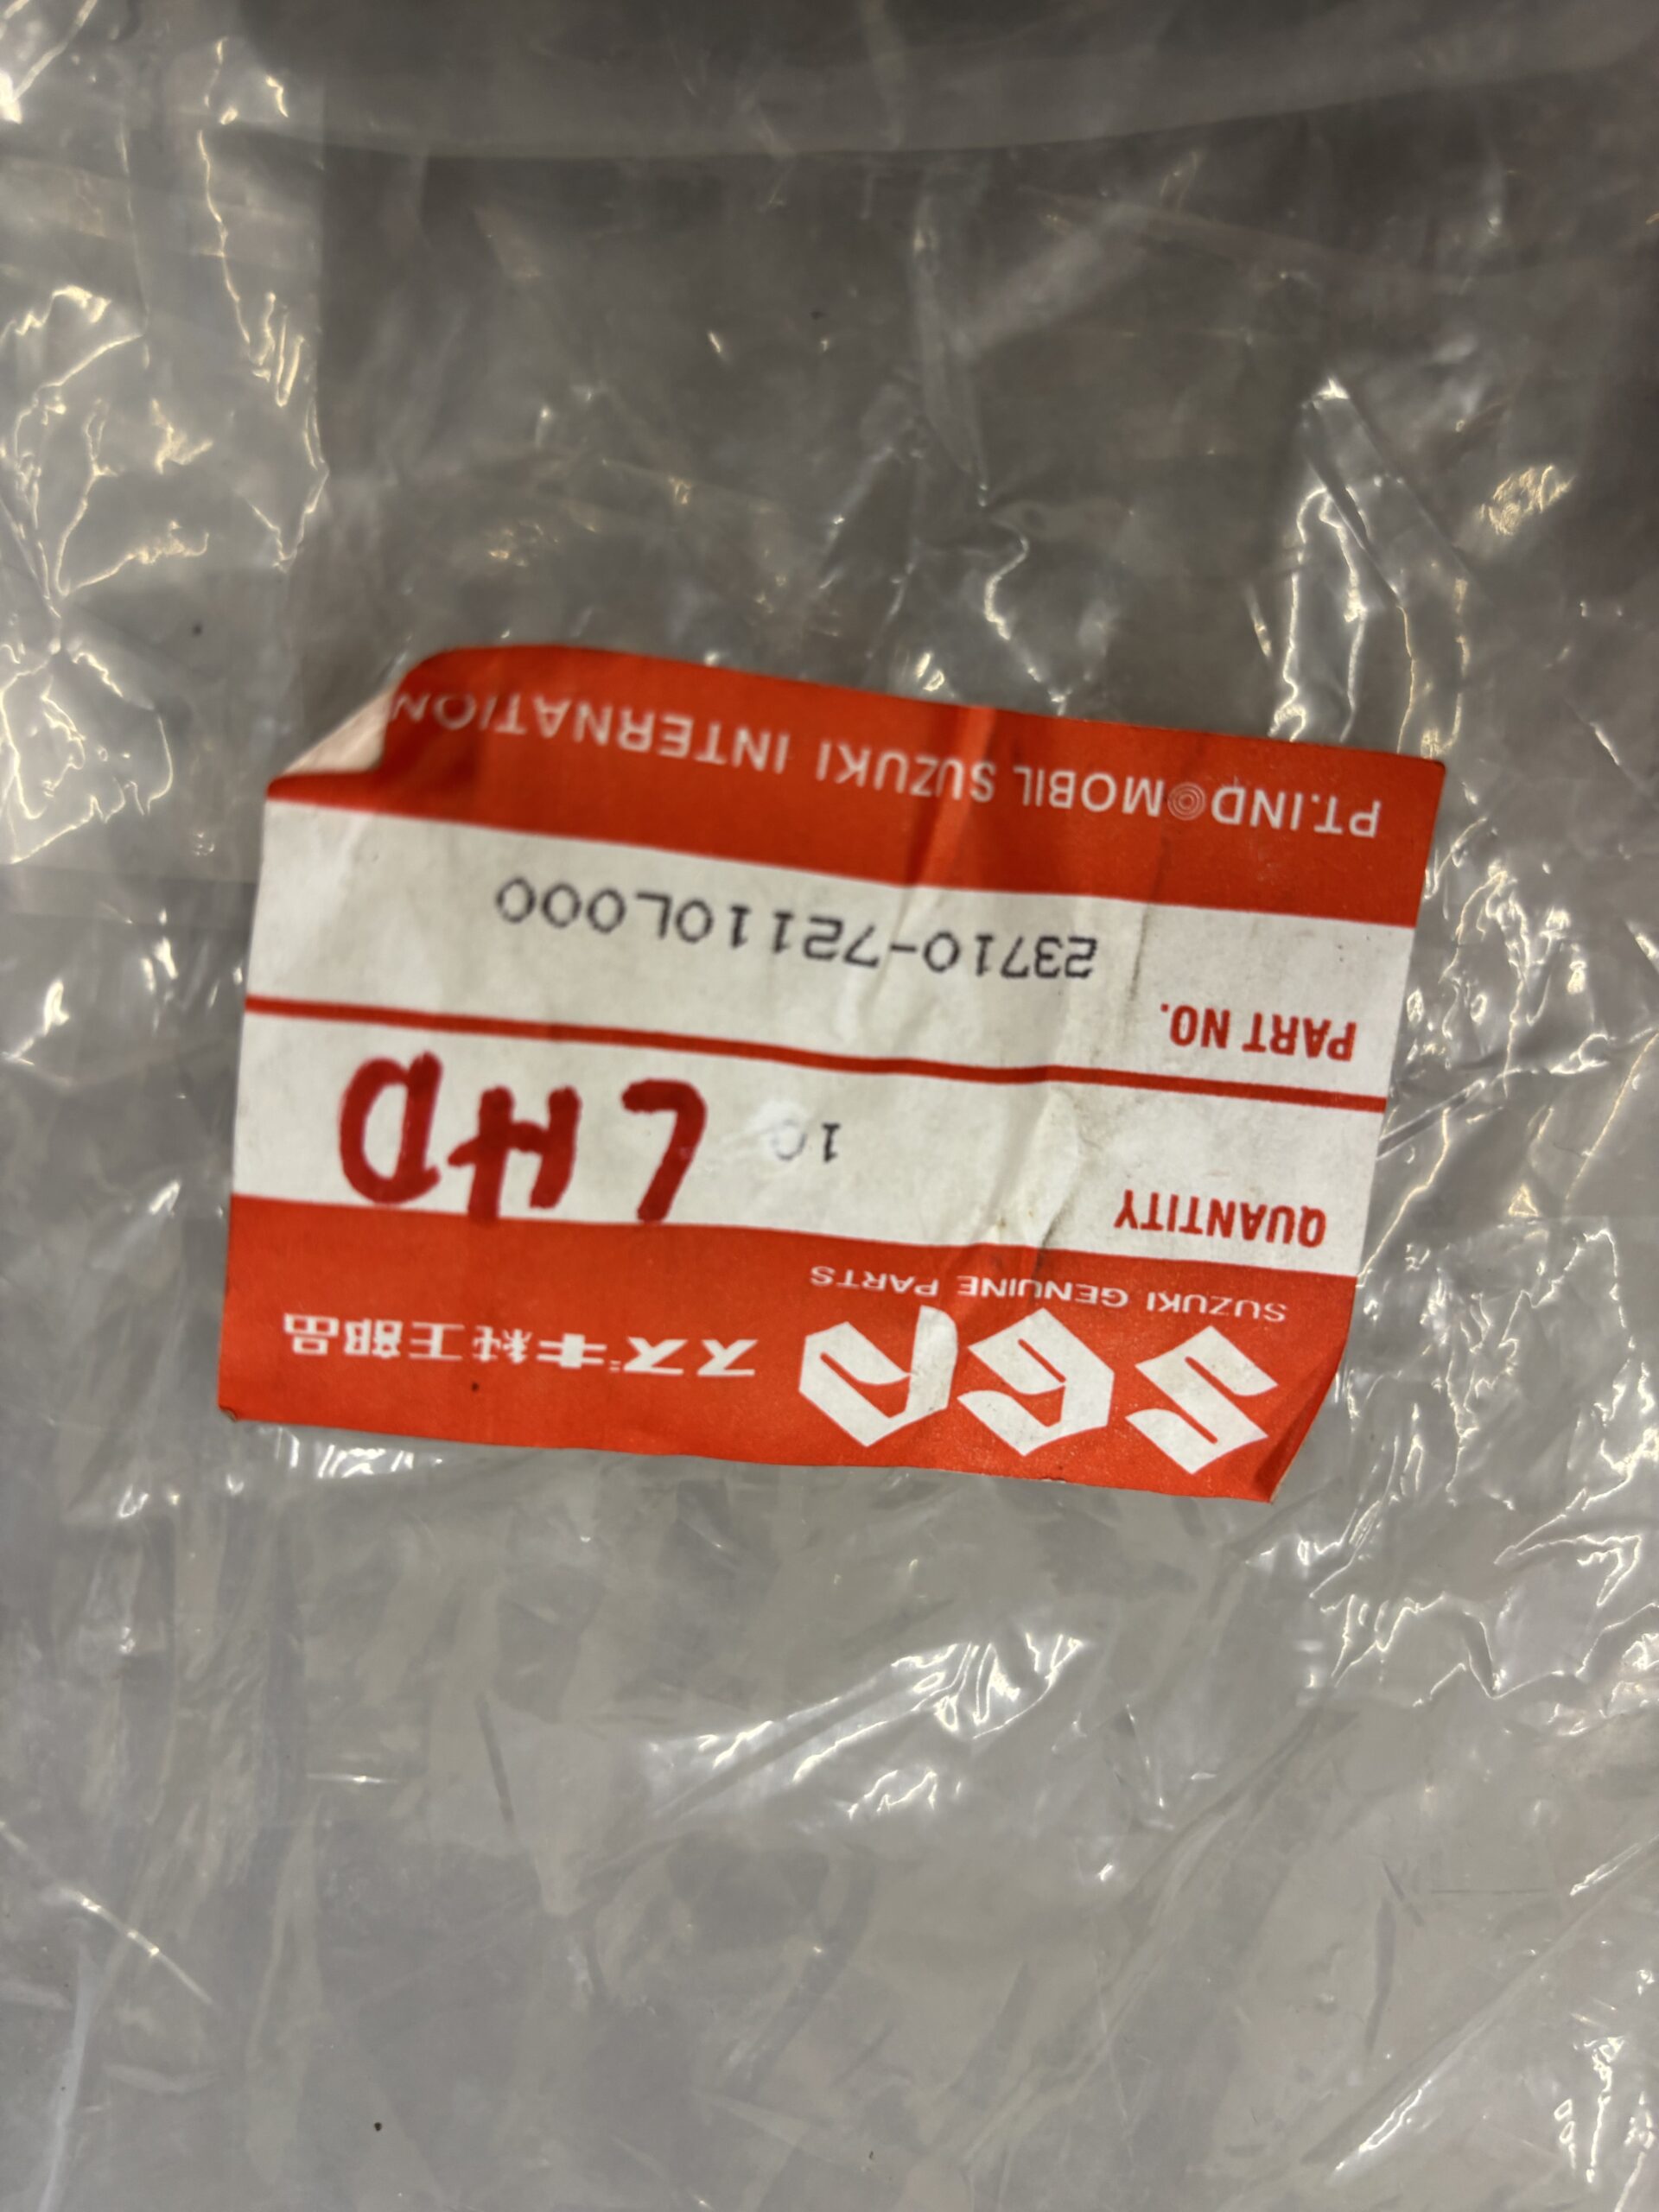 SGP
SUZUKI GENUINE PARTS
スズキ純正部品
QUANTITY 10 LHD
PART NO. 23710-72110L000
PT.INDOMOBIL SUZUKI INTERNATION